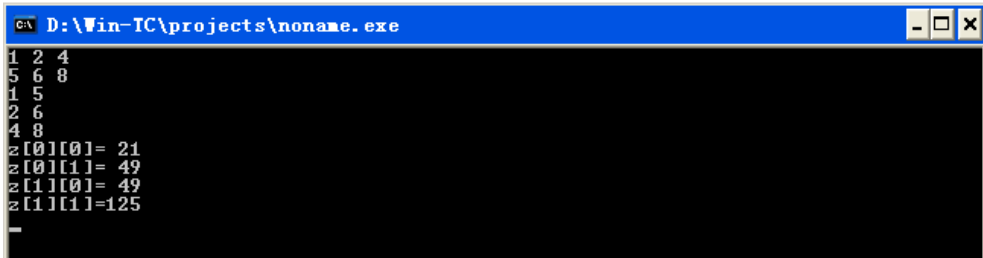 D:\Win-TC\projects\noname.exe
1 2 4
5 6 8
1 5
2 6
4 8
z[0][0]= 21
z[0][1]= 49
z[1][0]= 49
z[1][1]=125